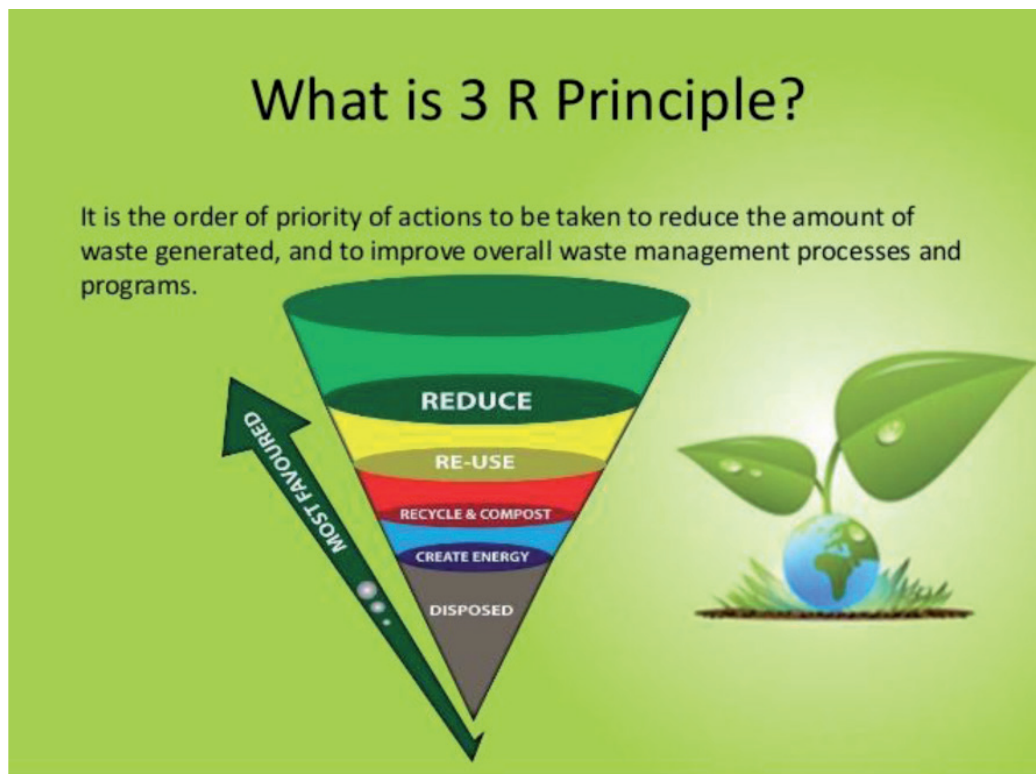 What is 3 R Principle?
It is the order of priority of actions to be taken to reduce the amount of
waste generated, and to improve overall waste management processes and
programs.
REDUCE
RE-USE
RECYCLE & COMPOST
CREATE ENERGY
DISPOSED
MOST FAVOURED